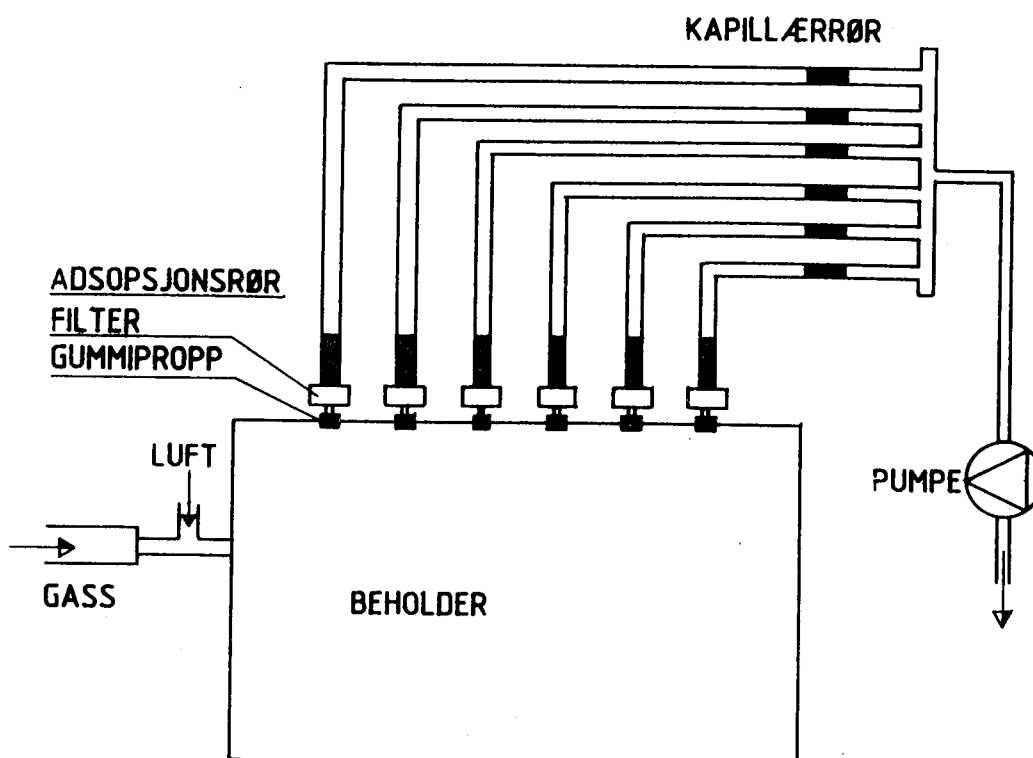 KAPILLÆRRØR
ADSOPSJONSRØR
FILTER
GUMMIPROPP
LUFT
PUMPE
GASS
BEHOLDER